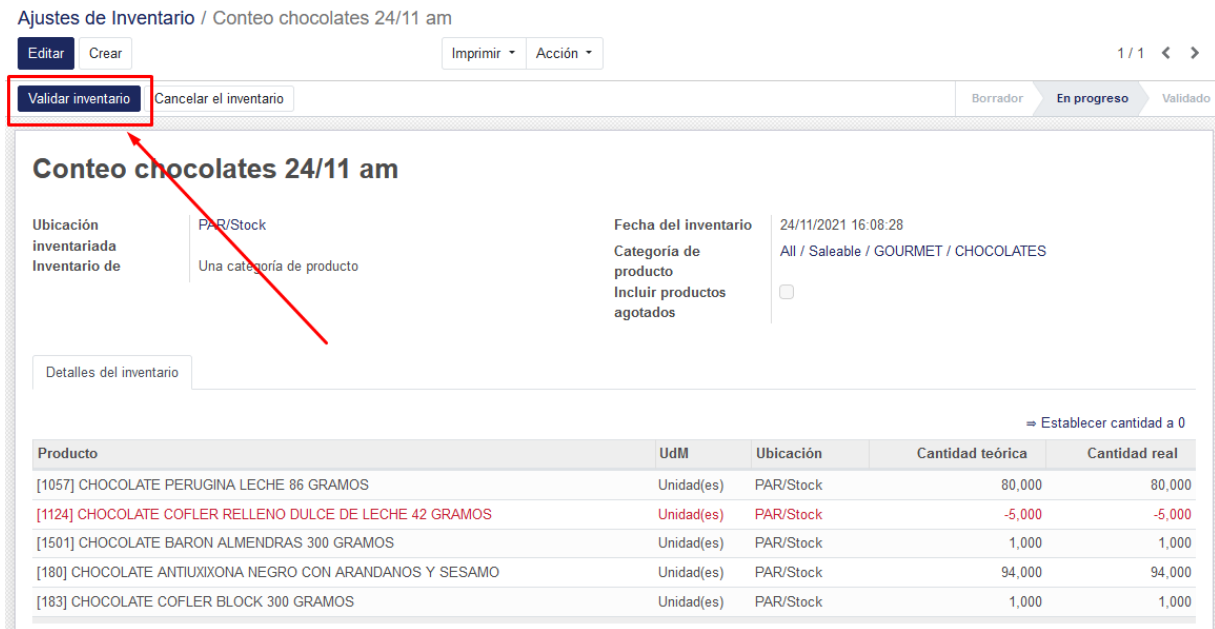 Ajustes de Inventario / Conteo chocolates 24/11 am
Editar Crear Imprimir Acción 1 / 1
Validar inventario Cancelar el inventario Borrador En progreso Validado
Conteo chocolates 24/11 am
Ubicación inventariada PAR/Stock
Inventario de Una categoría de producto
Fecha del inventario 24/11/2021 16:08:28
Categoría de producto All / Saleable / GOURMET / CHOCOLATES
Incluir productos agotados
Detalles del inventario
⇒ Establecer cantidad a 0
Producto UdM Ubicación Cantidad teórica Cantidad real
[1057] CHOCOLATE PERUGINA LECHE 86 GRAMOS Unidad(es) PAR/Stock 80,000 80,000
[1124] CHOCOLATE COFLER RELLENO DULCE DE LECHE 42 GRAMOS Unidad(es) PAR/Stock -5,000 -5,000
[1501] CHOCOLATE BARON ALMENDRAS 300 GRAMOS Unidad(es) PAR/Stock 1,000 1,000
[180] CHOCOLATE ANTIUXIXONA NEGRO CON ARANDANOS Y SESAMO Unidad(es) PAR/Stock 94,000 94,000
[183] CHOCOLATE COFLER BLOCK 300 GRAMOS Unidad(es) PAR/Stock 1,000 1,000